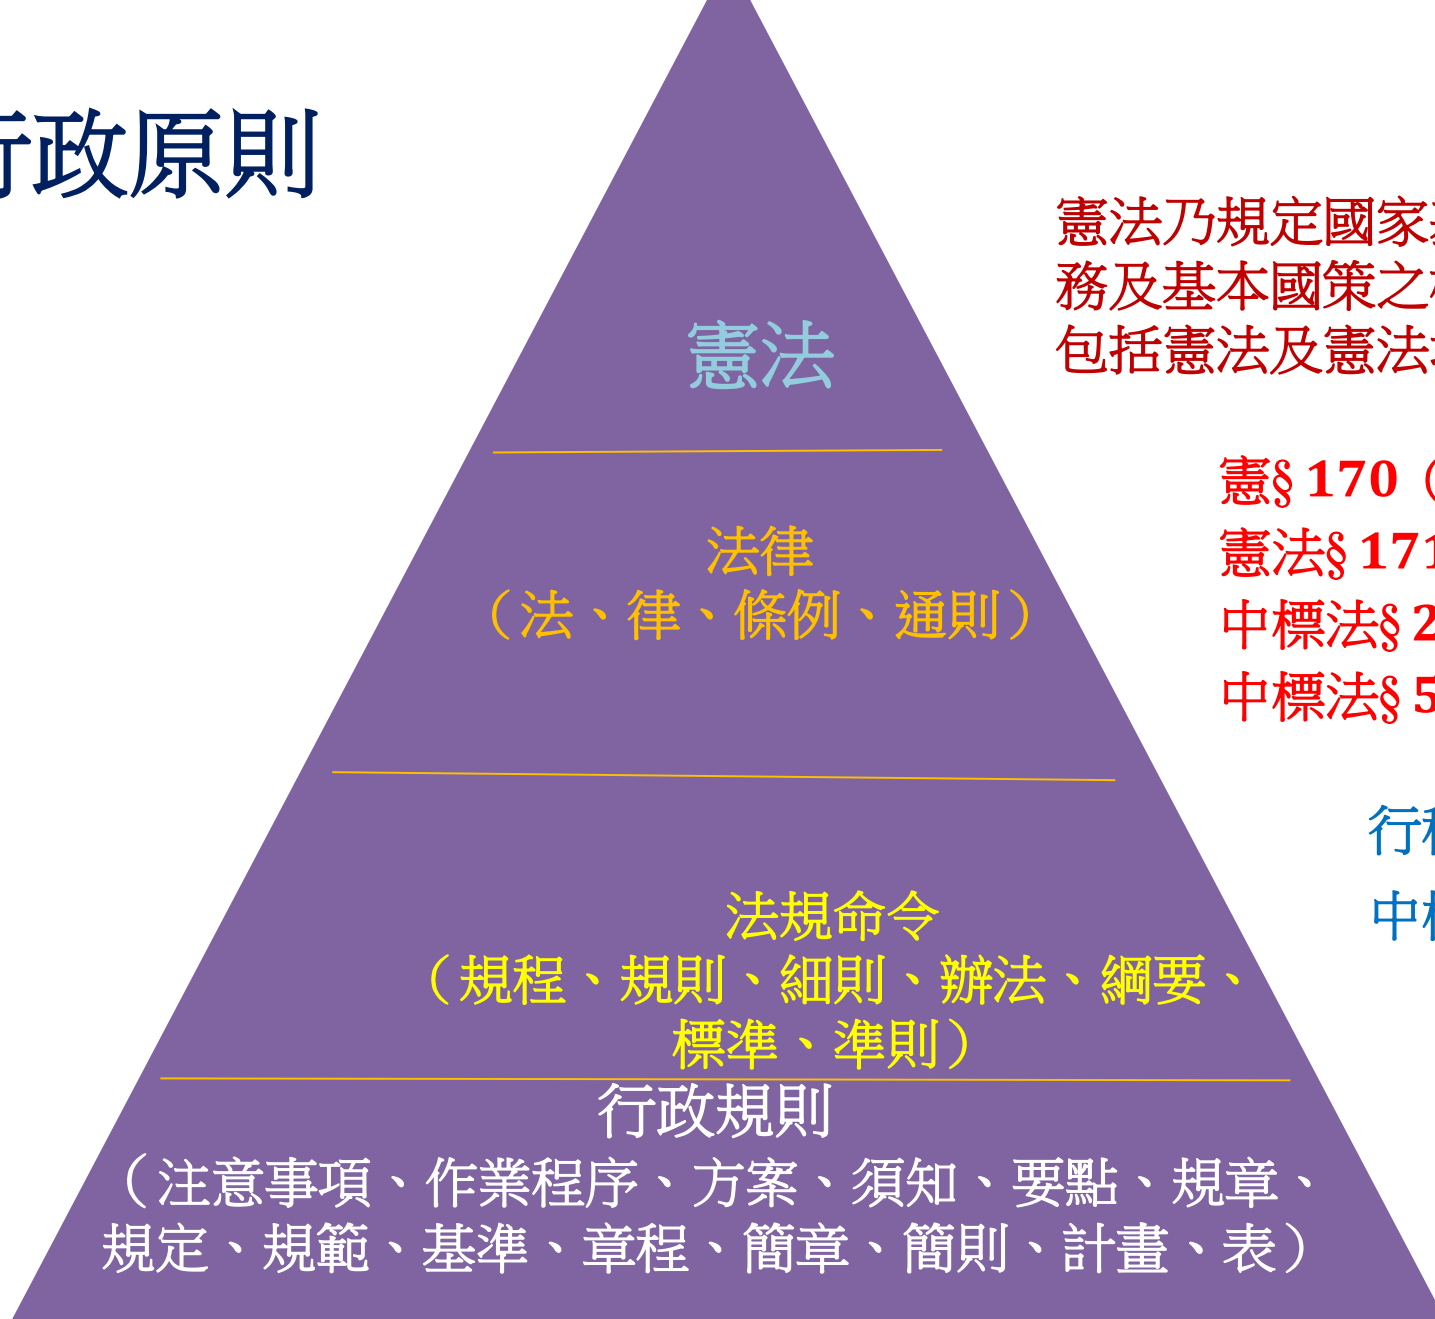 行政原則
憲法乃規定國家
務及基本國策之
包括憲法及憲法
憲法
憲§ 170（
憲法§ 171
中標法§ 2
中標法§ 5
法律
（法、律、條例、通則）
行
中
法規命令
（規程、規則、細則、辦法、綱要、
標準、準則）
行政規則
（注意事項、作業程序、方案、須知、要點、規章、
規定、規範、基準、章程、簡章、簡則、計畫、表）